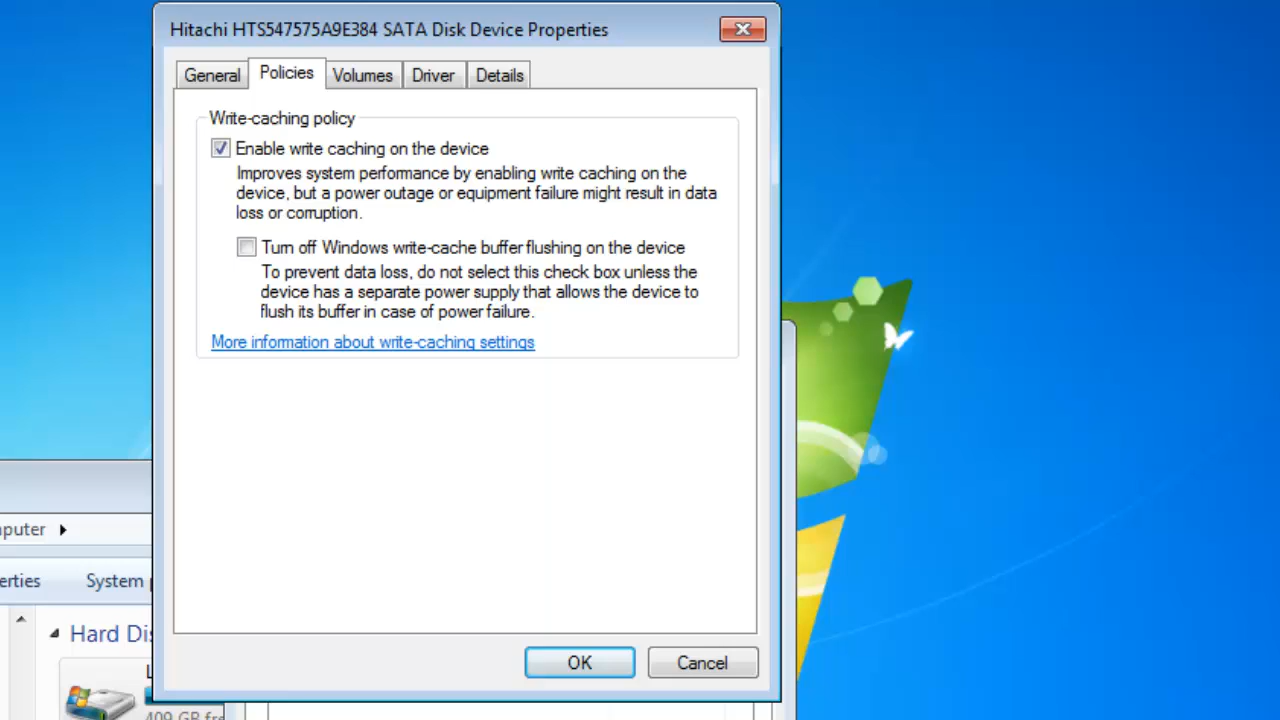 Hitachi HTS547575A9E384 SATA Disk Device Properties
General Policies Volumes Driver Details
Write-caching policy
Enable write caching on the device
Improves system performance by enabling write caching on the
device, but a power outage or equipment failure might result in data
loss or corruption.
Turn off Windows write-cache buffer flushing on the device
To prevent data loss, do not select this check box unless the
device has a separate power supply that allows the device to
flush its buffer in case of power failure.
More information about write-caching settings
OK Cancel
mputer
erties System
Hard Dis
L
409 GB fre